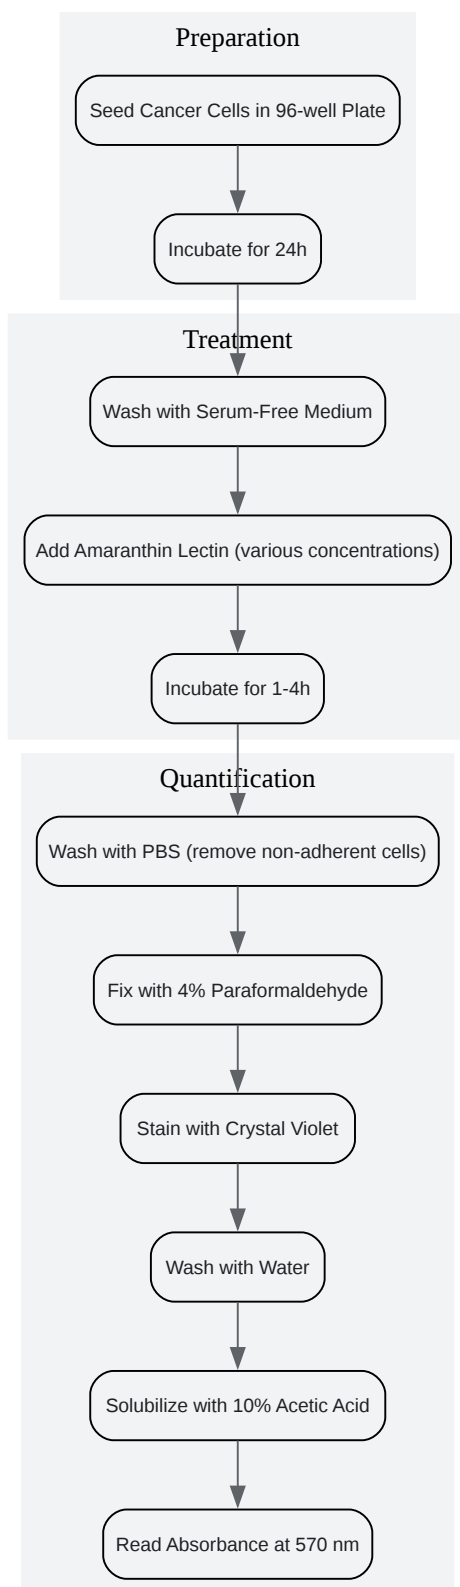 Preparation
Seed Cancer Cells in 96-well Plate
Incubate for 24h
Treatment
Wash with Serum-Free Medium
Add Amaranthin Lectin (various concentrations)
Incubate for 1-4h
Quantification
Wash with PBS (remove non-adherent cells)
Fix with 4% Paraformaldehyde
Stain with Crystal Violet
Wash with Water
Solubilize with 10% Acetic Acid
Read Absorbance at 570 nm